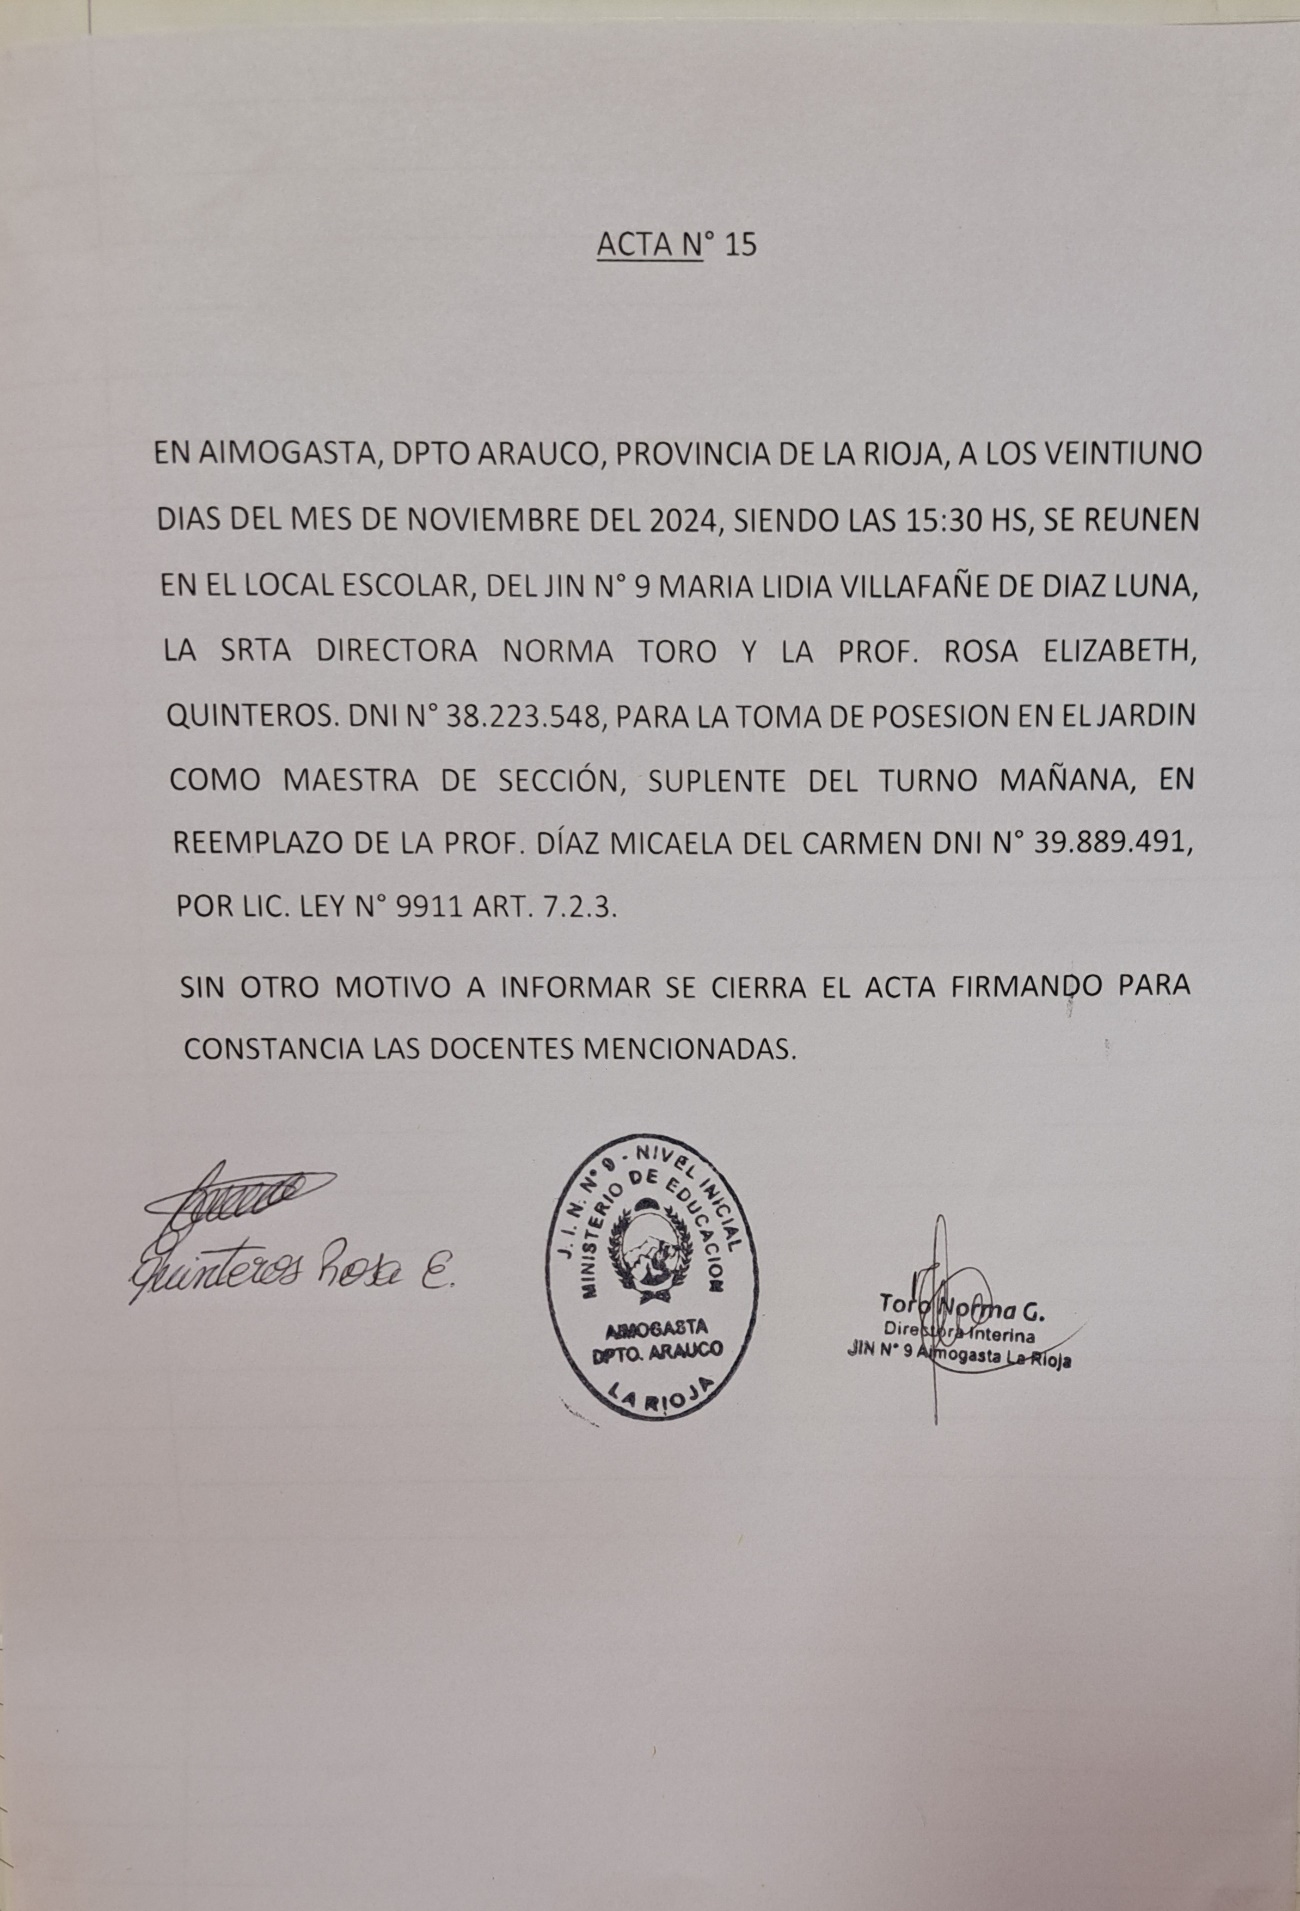 ACTA N° 15
EN AIMOGASTA, DPTO ARAUCO, PROVINCIA DE LA RIOJA, A LOS VEINTIUNO
DIAS DEL MES DE NOVIEMBRE DEL 2024, SIENDO LAS 15:30 HS, SE REUNEN
EN EL LOCAL ESCOLAR, DEL JIN N° 9 MARIA LIDIA VILLAFAÑE DE DIAZ LUNA,
LA SRTA DIRECTORA NORMA TORO Y LA PROF. ROSA ELIZABETH,
QUINTEROS. DNI N° 38.223.548, PARA LA TOMA DE POSESION EN EL JARDIN
COMO MAESTRA DE SECCIÓN, SUPLENTE DEL TURNO MAÑANA, EN
REEMPLAZO DE LA PROF. DÍAZ MICAELA DEL CARMEN DNI N° 39.889.491,
POR LIC. LEY N° 9911 ART. 7.2.3.
SIN OTRO MOTIVO A INFORMAR SE CIERRA EL ACTA FIRMANDO PARA
CONSTANCIA LAS DOCENTES MENCIONADAS.
Quinteros Rosa E.
J. I. N. N° 9 - NIVEL INICIAL
MINISTERIO DE EDUCACION
AIMOGASTA
DPTO. ARAUCO
LA RIOJA
Toro Norma G.
Directora Interina
JIN N° 9 Aimogasta La Rioja